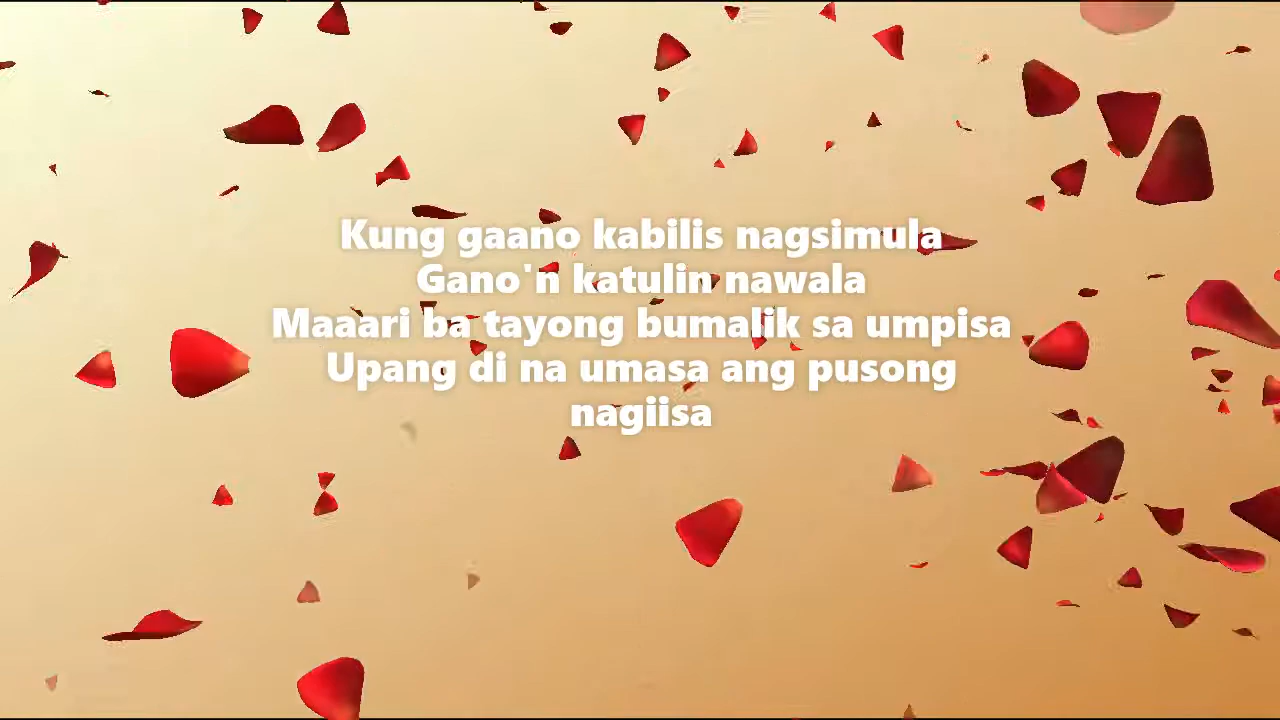 Kung gaano kabilis nagsimula
Gano'n katulin nawala
Maaari ba tayong bumalik sa umpisa
Upang di na umasa ang pusong
nagiisa